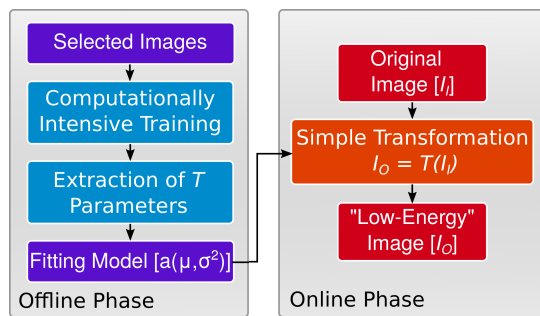 Selected Images
Computationally
Intensive Training
Extraction of T
Parameters
Fitting Model [a(μ,σ²)]
Offline Phase
Original
Image [I_I]
Simple Transformation
I_O = T(I_I)
"Low-Energy"
Image [I_O]
Online Phase